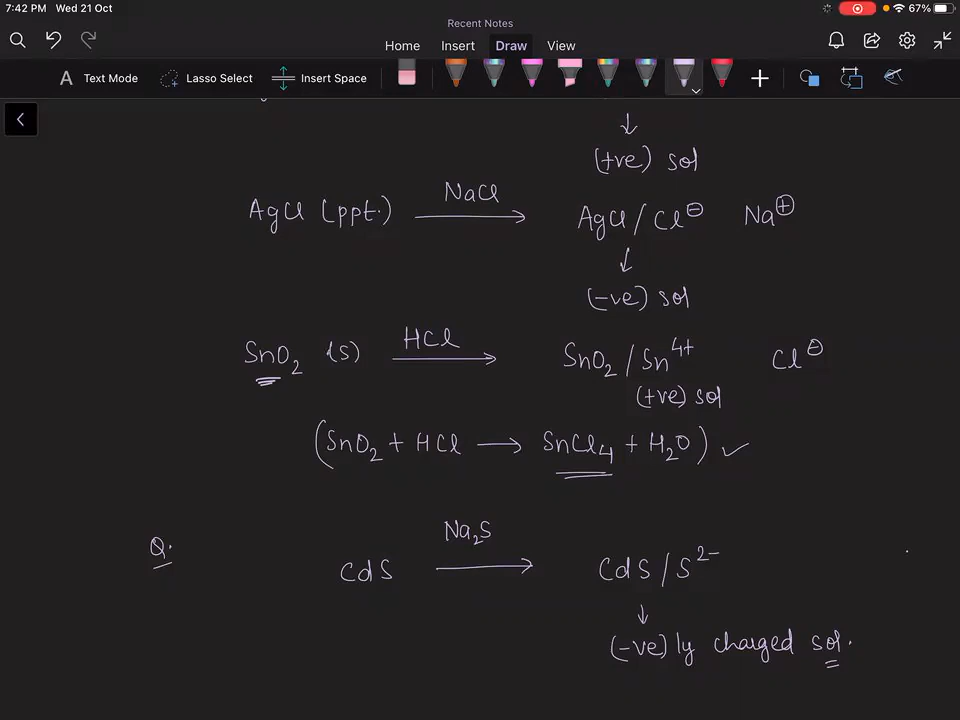 7:42 PM Wed 21 Oct
67%
Recent Notes
Home Insert Draw View
Text Mode Lasso Select Insert Space
↓
(+ve) sol
AgCl (ppt.) —NaCl→ AgCl / Cl⊖ Na⊕
↓
(-ve) sol
SnO₂ (s) —HCl→ SnO₂ / Sn⁴⁺ Cl⊖
(+ve) sol
(SnO₂ + HCl → SnCl₄ + H₂O) ✓
Q. CdS —Na₂S→ CdS / S²⁻
↓
(-ve)ly charged sol.